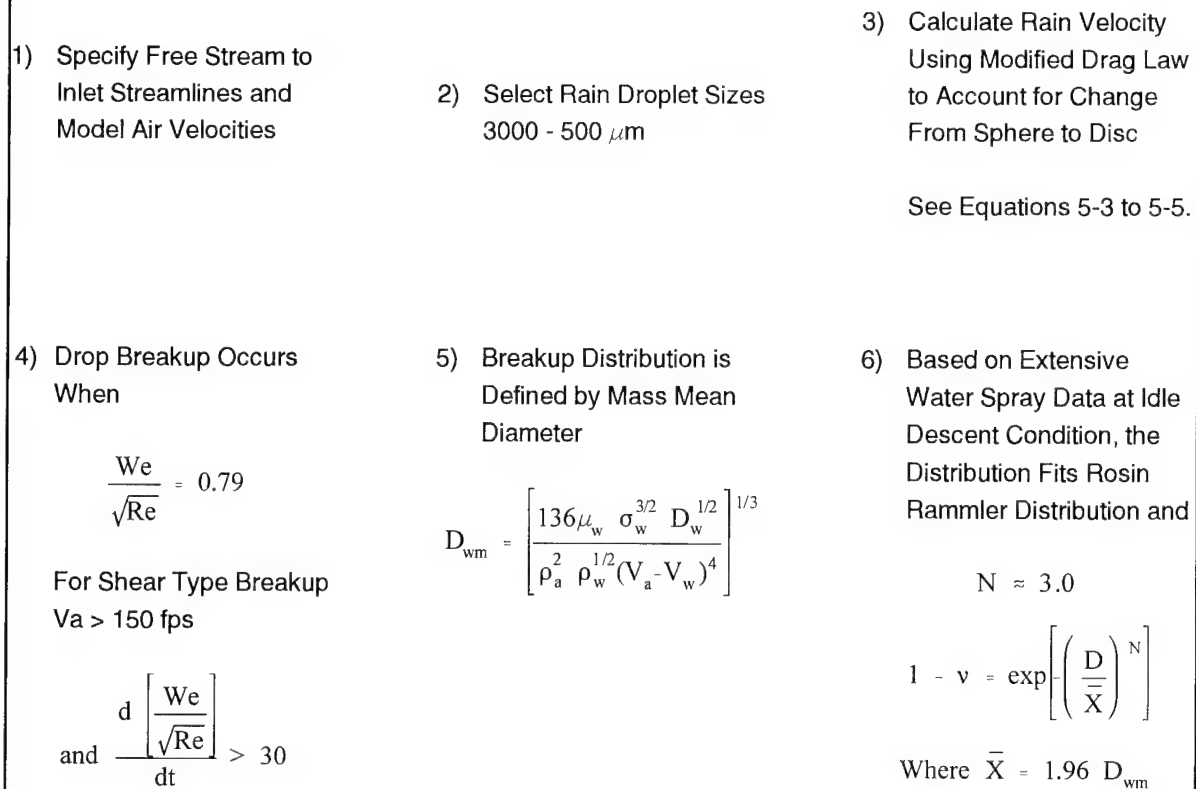 1) Specify Free Stream to
Inlet Streamlines and
Model Air Velocities
2) Select Rain Droplet Sizes
3000 - 500 μm
3) Calculate Rain Velocity
Using Modified Drag Law
to Account for Change
From Sphere to Disc
See Equations 5-3 to 5-5.
4) Drop Breakup Occurs
When
We / √Re = 0.79
For Shear Type Breakup
Va > 150 fps
and d [We / √Re] / dt > 30
5) Breakup Distribution is
Defined by Mass Mean
Diameter
D_wm = [136μ_w σ_w^3/2 D_w^1/2 / ρ_a^2 ρ_w^1/2 (V_a-V_w)^4]^1/3
6) Based on Extensive
Water Spray Data at Idle
Descent Condition, the
Distribution Fits Rosin
Rammler Distribution and
N ≈ 3.0
1 - ν = exp[-(D / X̿)^N]
Where X̿ = 1.96 D_wm